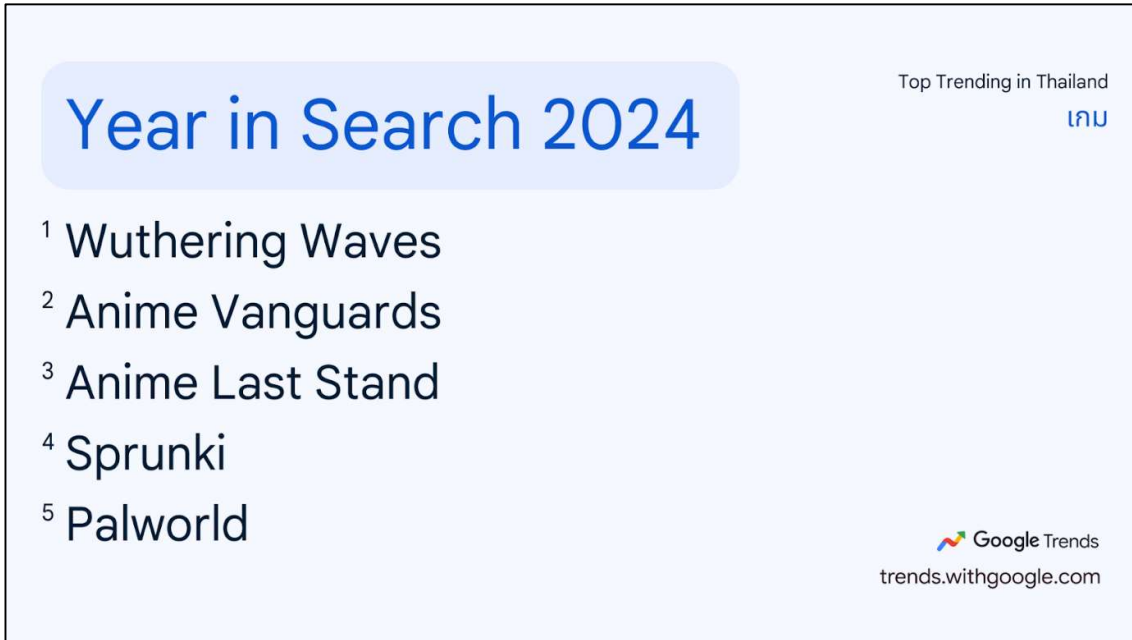 Year in Search 2024
Top Trending in Thailand
เกม
1 Wuthering Waves
2 Anime Vanguards
3 Anime Last Stand
4 Sprunki
5 Palworld
Google Trends
trends.withgoogle.com